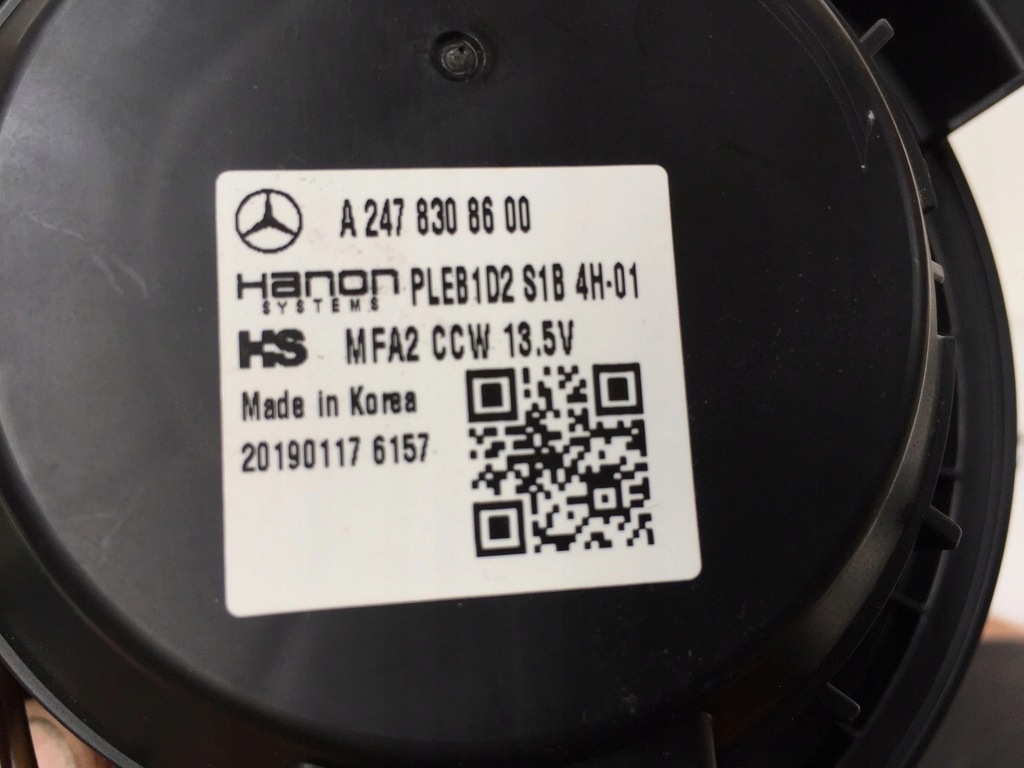 A 247 830 86 00
Hanon SYSTEMS PLEB1D2 S1B 4H-01
HS MFA2 CCW 13.5V
Made in Korea
20190117 6157